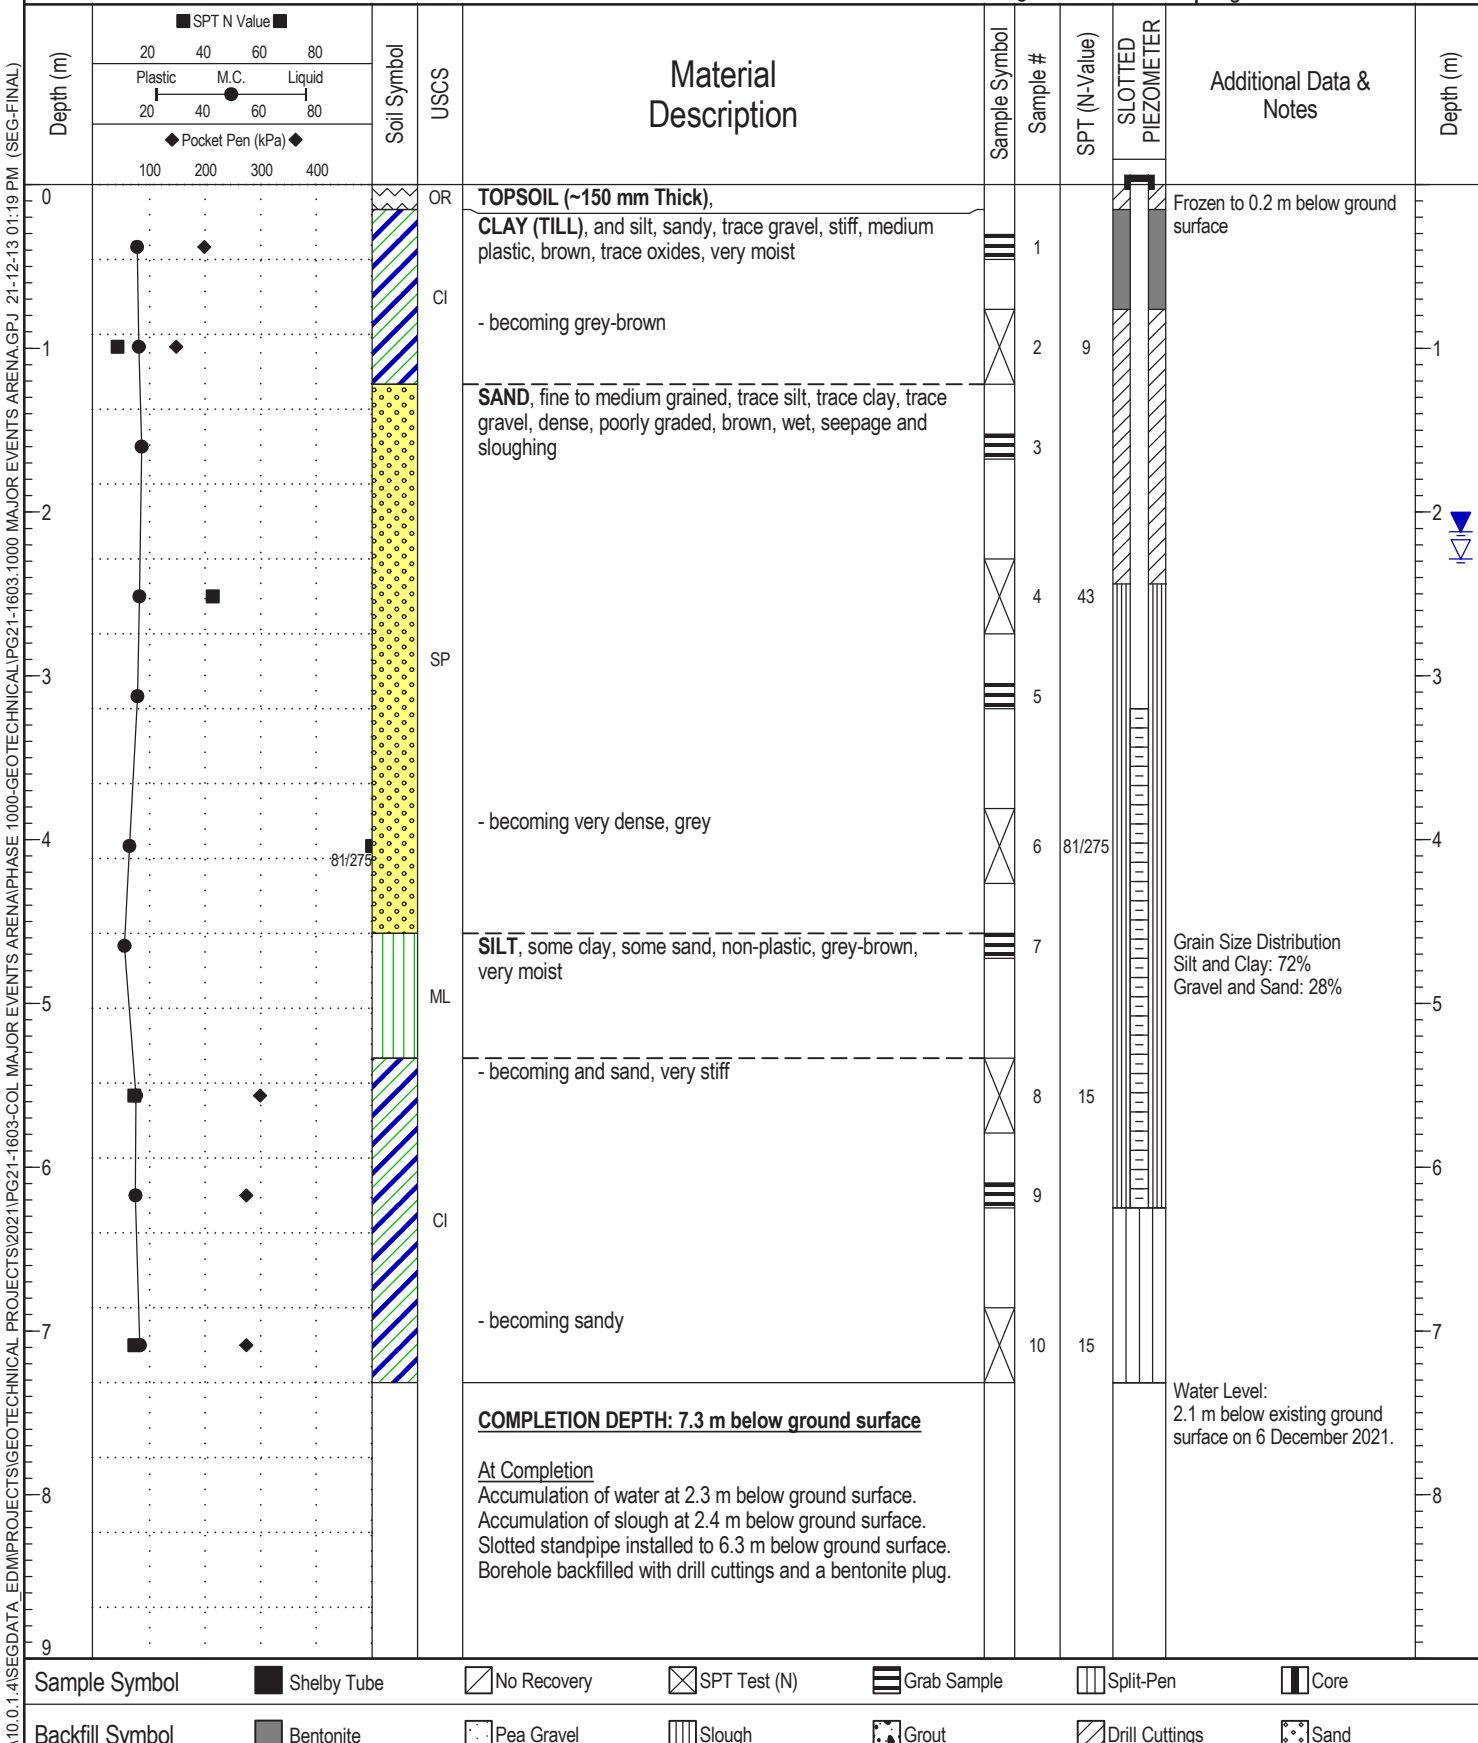 \10.0.1.4\SEGDATA_EDM\PROJECTS\GEOTECHNICAL PROJECTS\2021\PG21-1603-COL MAJOR EVENTS ARENA\PHASE 1000-GEOTECHNICAL\PG21-1603.1000 MAJOR EVENTS ARENA.GPJ 21-12-13 01:19 PM (SEG-FINAL)
Depth (m)
SPT N Value
20 40 60 80
Plastic M.C. Liquid
20 40 60 80
Pocket Pen (kPa)
100 200 300 400
Soil Symbol
USCS
Material
Description
Sample Symbol
Sample #
SPT (N-Value)
SLOTTED
PIEZOMETER
Additional Data &
Notes
Depth (m)
0
OR
TOPSOIL (~150 mm Thick),
Frozen to 0.2 m below ground
surface
CLAY (TILL), and silt, sandy, trace gravel, stiff, medium
plastic, brown, trace oxides, very moist
1
CI
- becoming grey-brown
1
2
9
1
SAND, fine to medium grained, trace silt, trace clay, trace
gravel, dense, poorly graded, brown, wet, seepage and
sloughing
3
2
2
4
43
SP
3
5
3
- becoming very dense, grey
4
81/275
6
81/275
4
SILT, some clay, some sand, non-plastic, grey-brown,
very moist
7
Grain Size Distribution
Silt and Clay: 72%
Gravel and Sand: 28%
5
ML
5
- becoming and sand, very stiff
8
15
6
9
6
CI
- becoming sandy
7
10
15
7
Water Level:
2.1 m below existing ground
surface on 6 December 2021.
COMPLETION DEPTH: 7.3 m below ground surface
At Completion
8
8
Accumulation of water at 2.3 m below ground surface.
Accumulation of slough at 2.4 m below ground surface.
Slotted standpipe installed to 6.3 m below ground surface.
Borehole backfilled with drill cuttings and a bentonite plug.
9
Sample Symbol Shelby Tube No Recovery SPT Test (N) Grab Sample Split-Pen Core
Backfill Symbol Bentonite Pea Gravel Slough Grout Drill Cuttings Sand